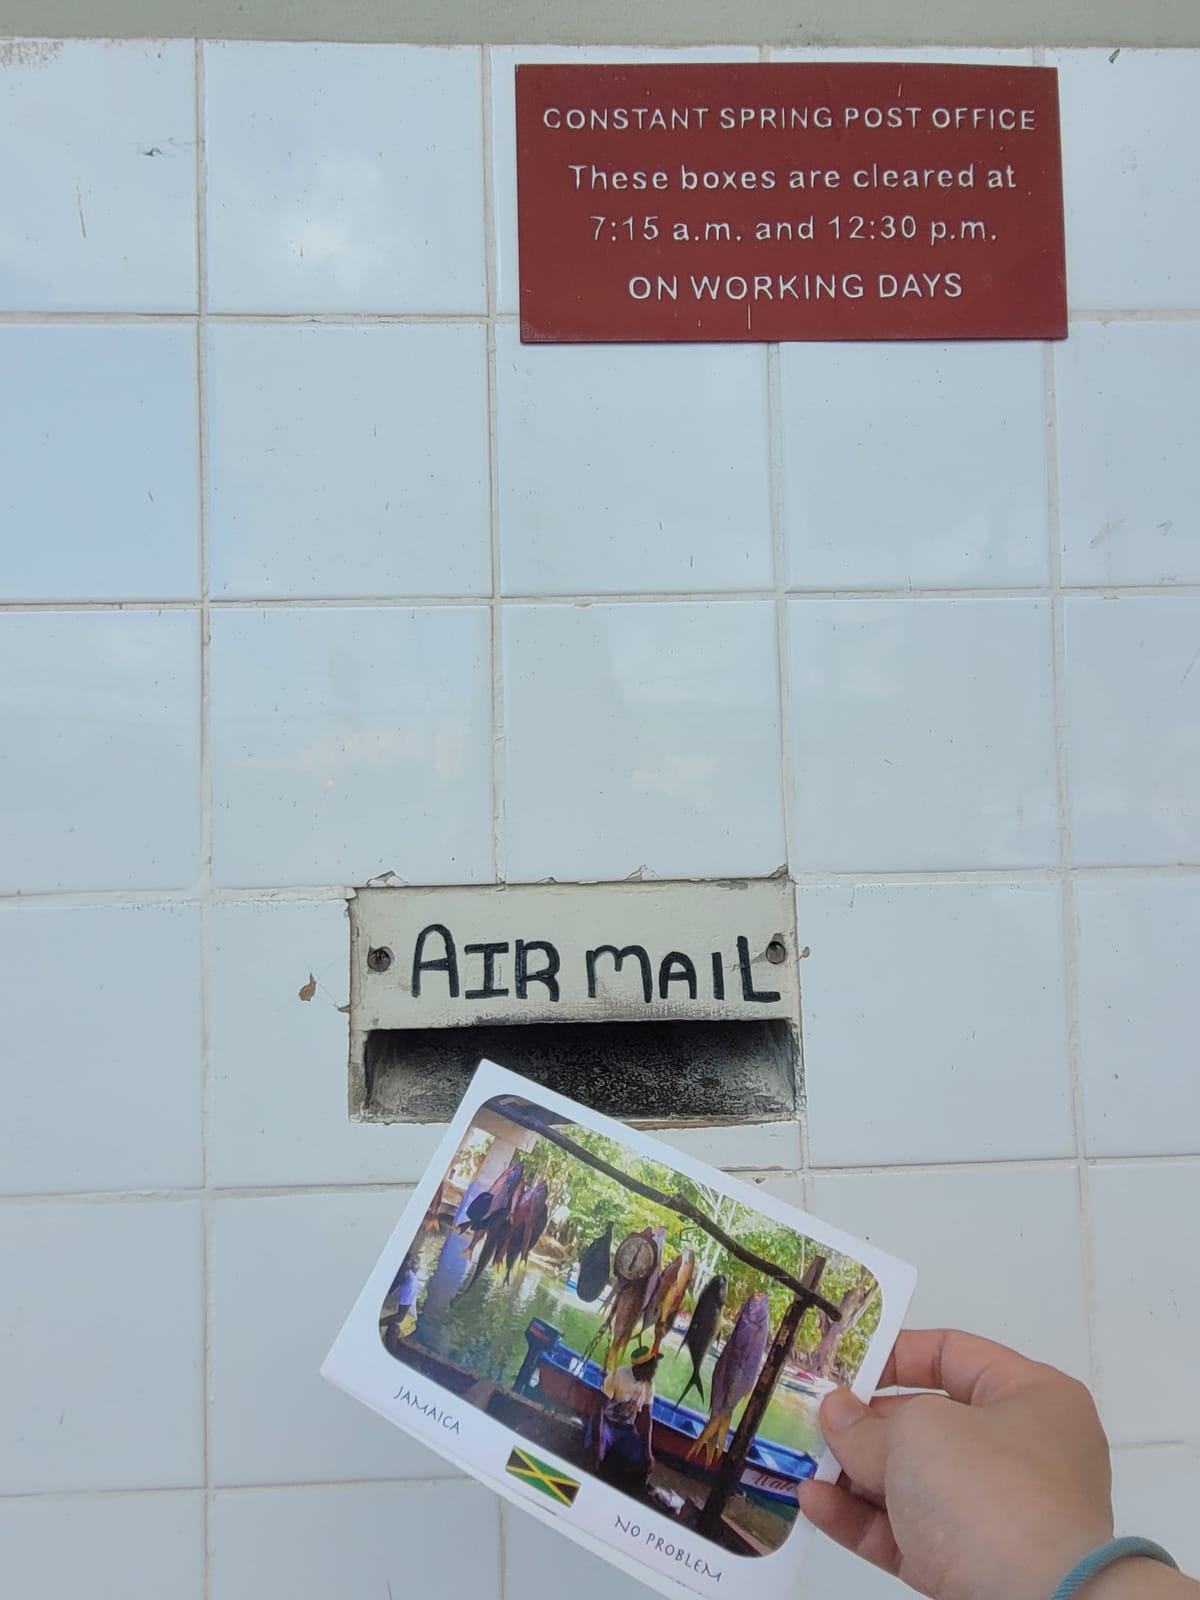 CONSTANT SPRING POST OFFICE
These boxes are cleared at
7:15 a.m. and 12:30 p.m.
ON WORKING DAYS
AIR MAIL
JAMAICA
NO PROBLEM